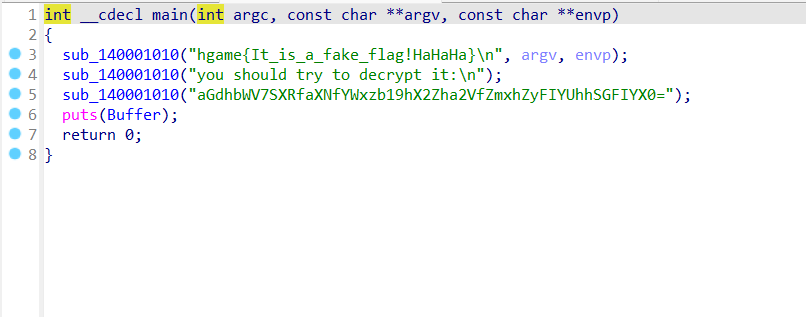 1 int __cdecl main(int argc, const char **argv, const char **envp)
2 {
3 sub_140001010("hgame{It_is_a_fake_flag!HaHaHa}\n", argv, envp);
4 sub_140001010("you should try to decrypt it:\n");
5 sub_140001010("aGdhbWV7SXRfaXNfYWxzb19hX2Zha2VfZmxhZyFIYUhhSGFIYX0=");
6 puts(Buffer);
7 return 0;
8 }